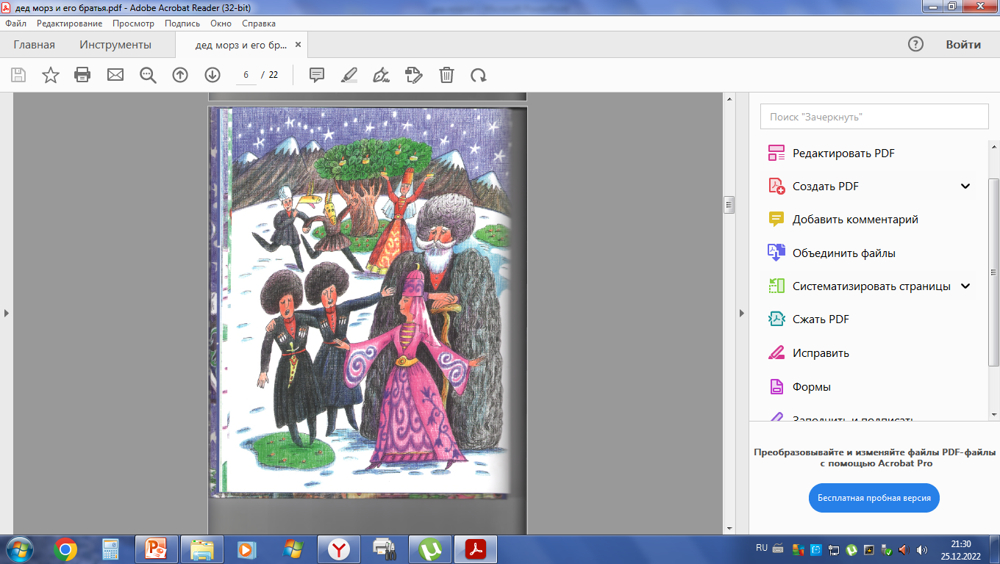 дед морз и его братья.pdf - Adobe Acrobat Reader (32-bit)
Файл Редактирование Просмотр Подпись Окно Справка
Главная Инструменты дед морз и его бр... × Войти
6 / 22
Поиск "Зачеркнуть"
Редактировать PDF
Создать PDF
Добавить комментарий
Объединить файлы
Систематизировать страницы
Сжать PDF
Исправить
Формы
Заполнить и подписать
Преобразовывайте и изменяйте файлы PDF-файлы
с помощью Acrobat Pro
Бесплатная пробная версия
RU
21:30
25.12.2022